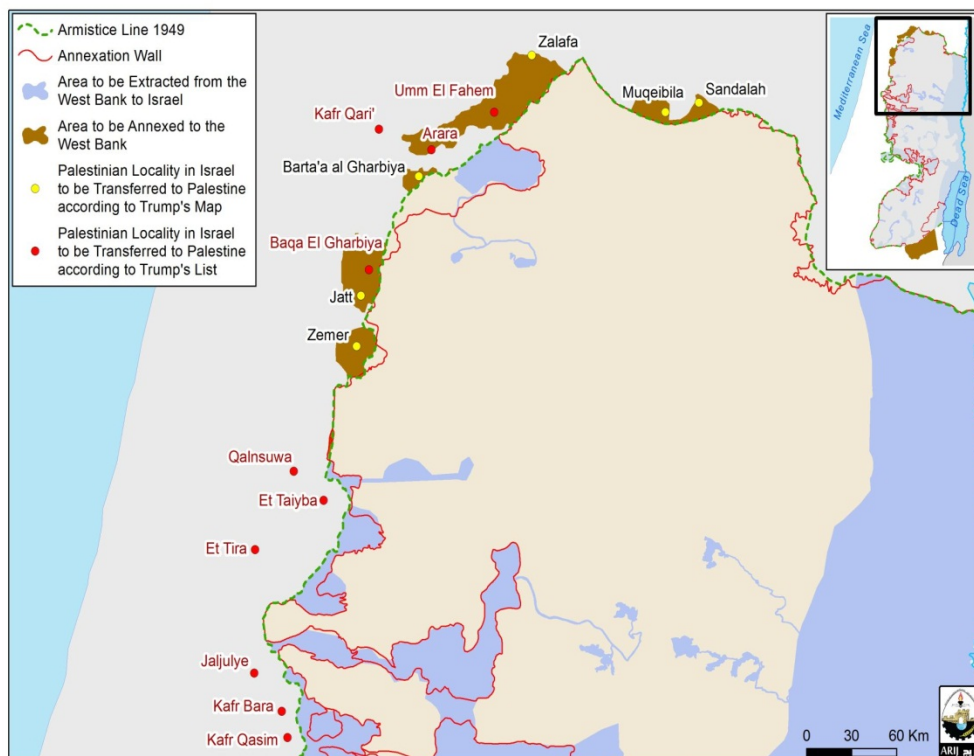 Armistice Line 1949
Annexation Wall
Area to be Extracted from the
West Bank to Israel
Area to be Annexed to the
West Bank
Palestinian Locality in Israel
to be Transferred to Palestine
according to Trump's Map
Palestinian Locality in Israel
to be Transferred to Palestine
according to Trump's List
Zalafa
Umm El Fahem
Muqeibila
Sandalah
Kafr Qari'
Arara
Barta'a al Gharbiya
Baqa El Gharbiya
Jatt
Zemer
Qalnsuwa
Et Taiyba
Et Tira
Jaljulye
Kafr Bara
Kafr Qasim
Mediterranean Sea
Dead Sea
0 30 60 Km
ARIJ